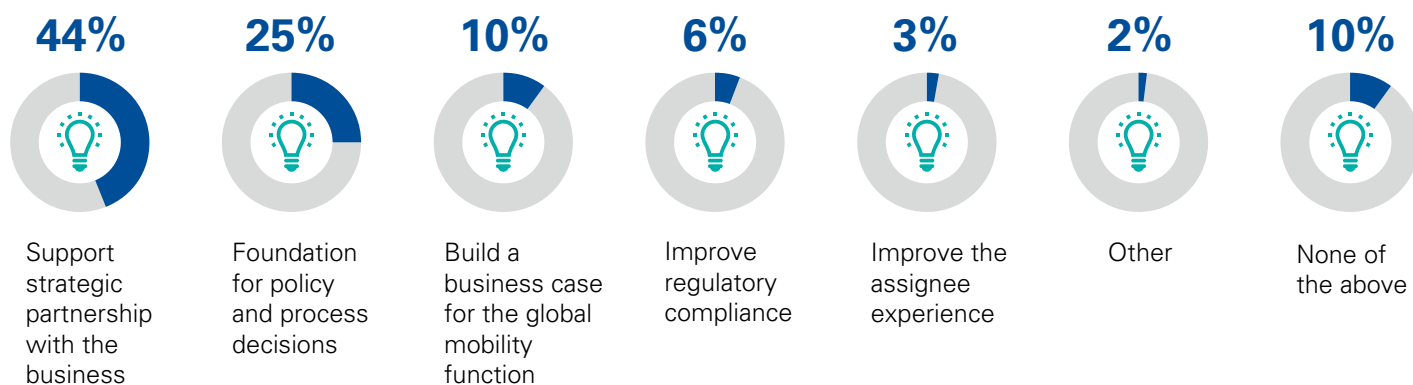 44%
25%
10%
6%
3%
2%
10%
Support
strategic
partnership
with the
business
Foundation
for policy
and process
decisions
Build a
business case
for the global
mobility
function
Improve
regulatory
compliance
Improve the
assignee
experience
Other
None of
the above